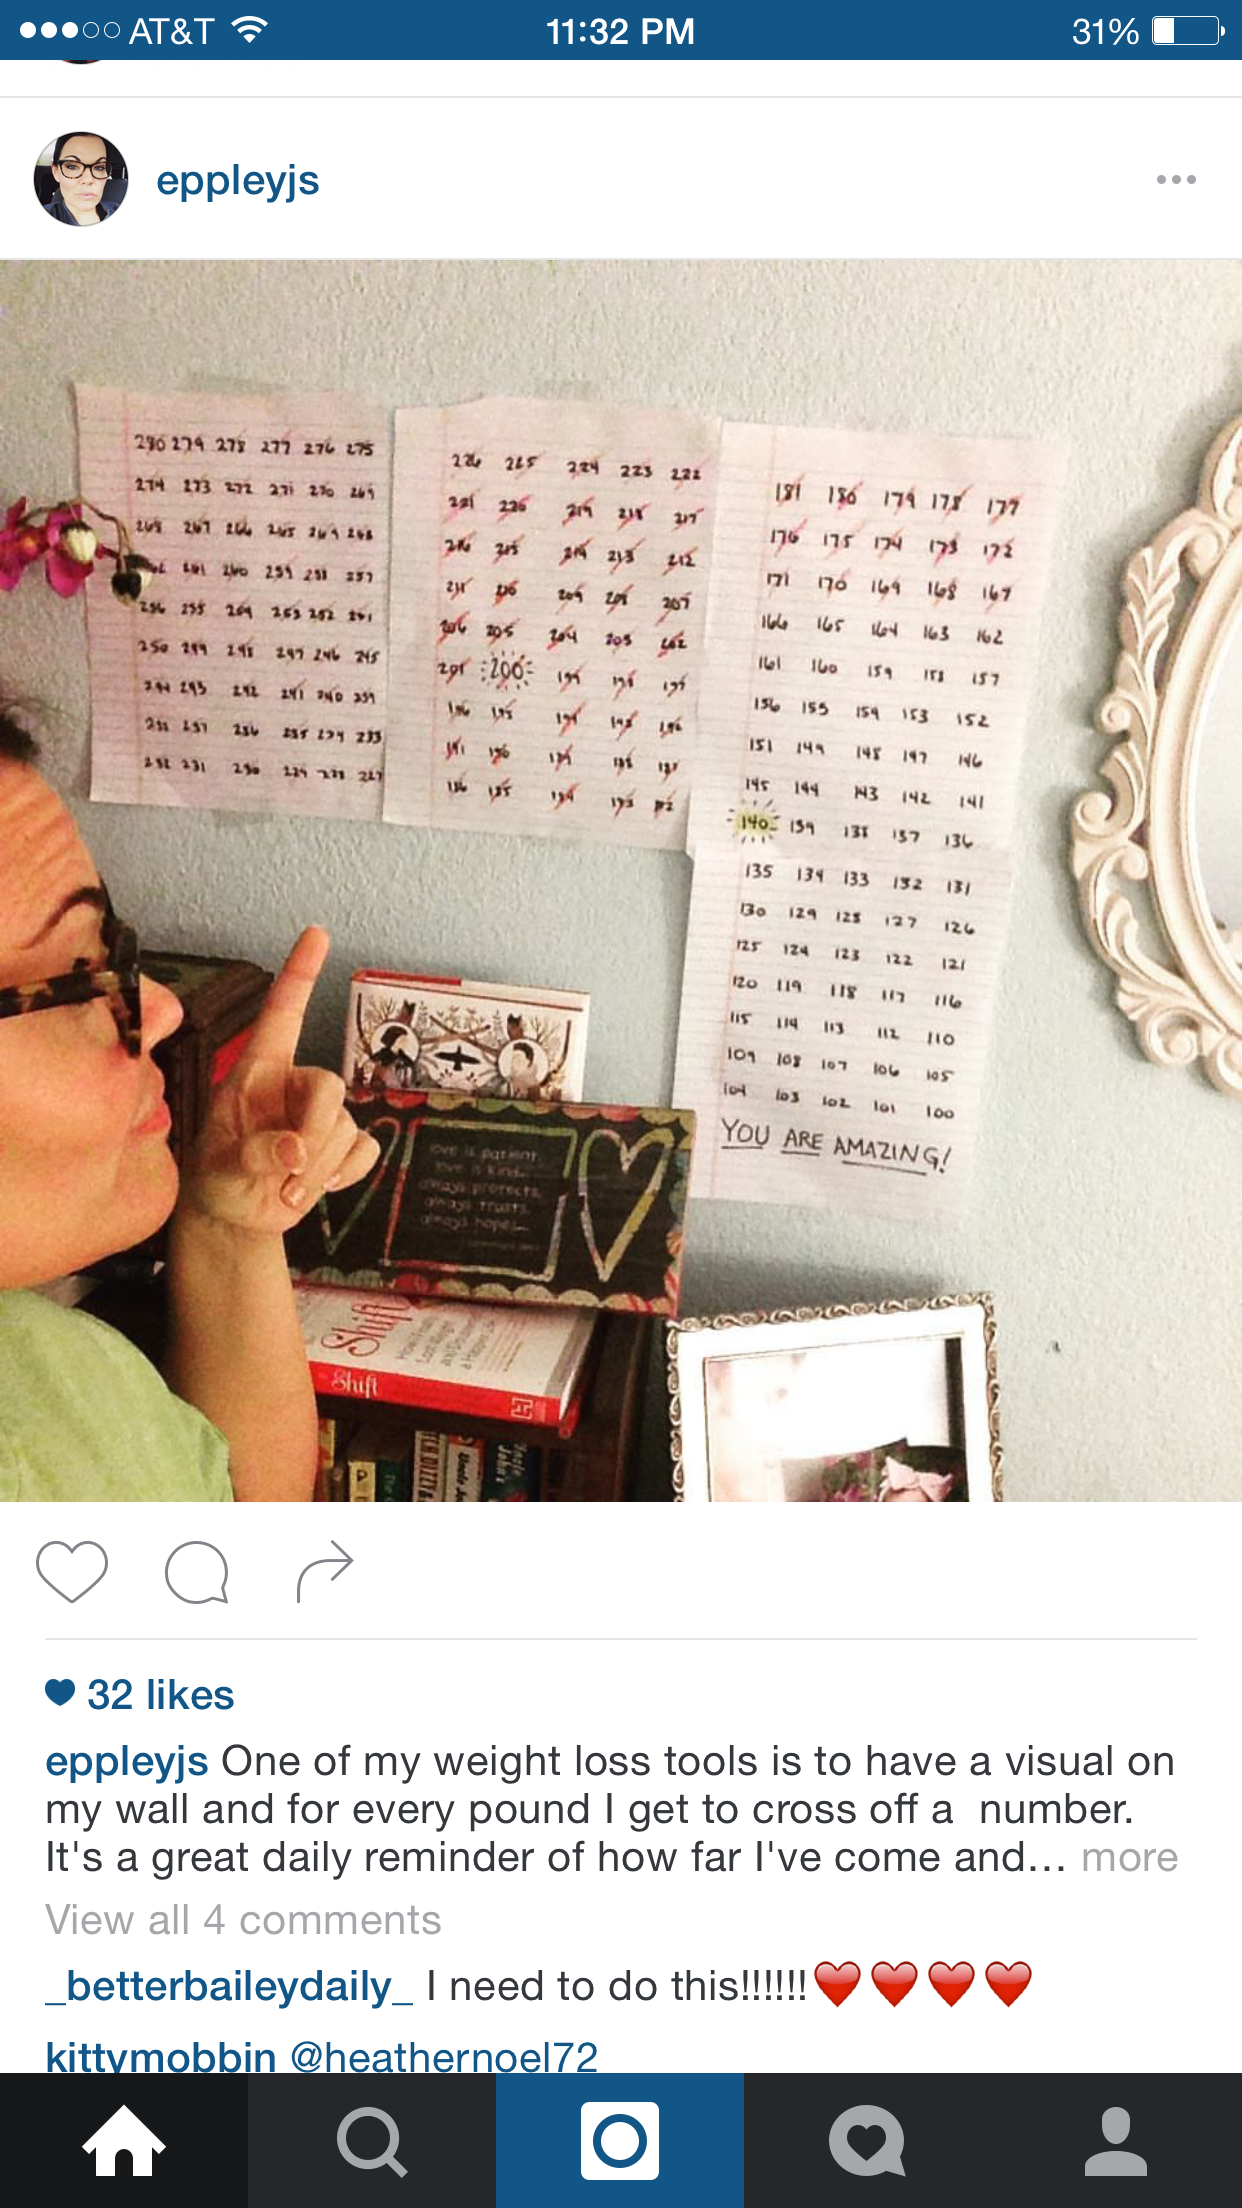 AT&T 11:32 PM 31%
eppleyjs
280 279 278 277 276 275
274 273 272 271 270 269
268 267 266 265 264 263
261 260 259 258 257
256 255 254 253 252 251
250 249 248 247 246 245
244 243 242 241 240 239
238 237 236 235 234 233
232 231 230 229 228 227
226 225 224 223 222
221 220 219 218 217
216 215 214 213 212
211 210 209 208 207
206 205 204 203 202
201 200 199 198 197
196 195 194 193 192
191 190 189 188 187
186 185 184 183 182
181 180 179 178 177
176 175 174 173 172
171 170 169 168 167
166 165 164 163 162
161 160 159 158 157
156 155 154 153 152
151 149 148 147 146
145 144 143 142 141
140 139 138 137 136
135 134 133 132 131
130 129 128 127 126
125 124 123 122 121
120 119 118 117 116
115 114 113 112 110
109 108 107 106 105
104 103 102 101 100
YOU ARE AMAZING!
love is patient,
love is kind...
always protects,
always trusts,
always hopes...
Shift
Shift
32 likes
eppleyjs One of my weight loss tools is to have a visual on
my wall and for every pound I get to cross off a number.
It's a great daily reminder of how far I've come and... more
View all 4 comments
_betterbaileydaily_ I need to do this!!!!!!❤️❤️❤️❤️
kittymobbin @heathernoel72